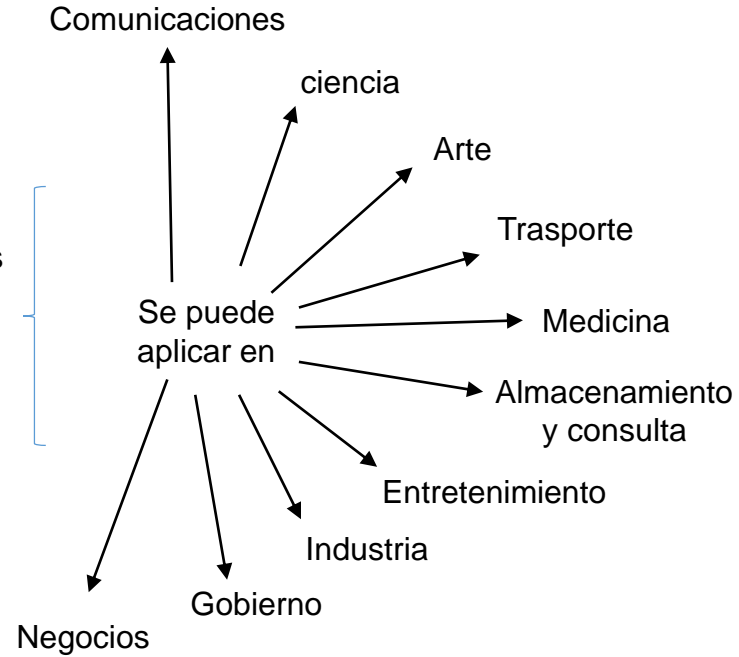 Comunicaciones
ciencia
Arte
Trasporte
Se puede
aplicar en
Medicina
Almacenamiento
y consulta
Entretenimiento
Industria
Gobierno
Negocios